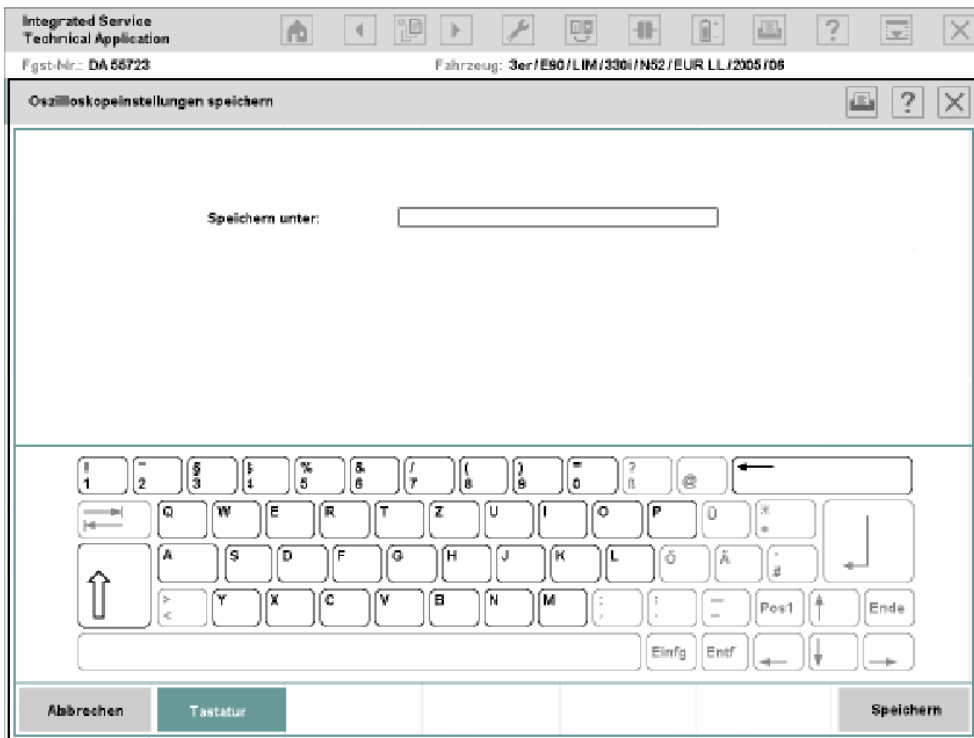 Integrated Service
Technical Application
Fgst-Nr.: DA 55723 Fahrzeug: 3er/E90/LIM/330i/N52/EUR LL/2005/06
Oszilloskopeinstellungen speichern
Speichern unter:
! " § $ % & / ( ) = ?
1 2 3 4 5 6 7 8 9 0 ß @
Q W E R T Z U I O P Ü *
A S D F G H J K L Ö Ä #
> < Y X C V B N M ; : _ Pos1 Ende
Einfg Entf
Abbrechen Tastatur Speichern